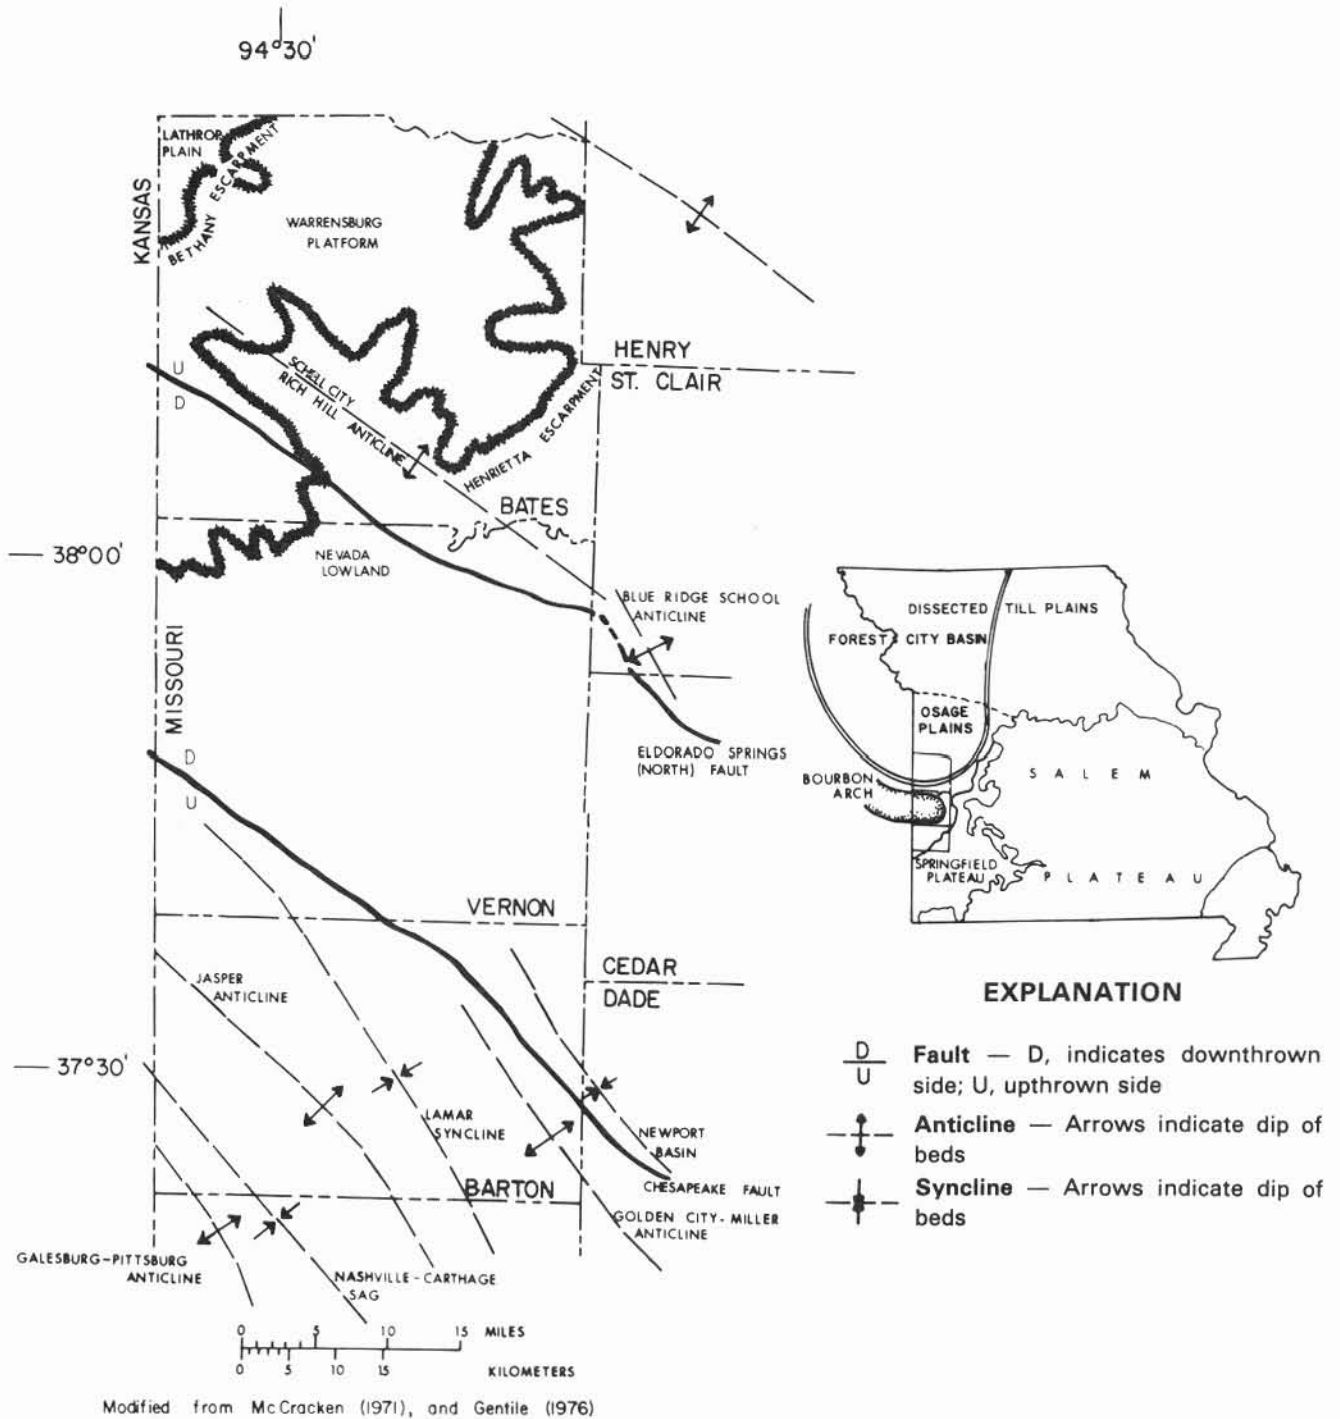 94°30'
LATHROP
PLAIN
BETHANY ESCARPMENT
KANSAS
WARRENSBURG
PLATFORM
HENRY
ST. CLAIR
U
D
SCHELL CITY
RICH HILL ANTICLINE
HENRIETTA ESCARPMENT
BATES
38°00'
NEVADA
LOWLAND
BLUE RIDGE SCHOOL
ANTICLINE
MISSOURI
ELDORADO SPRINGS
(NORTH) FAULT
D
U
VERNON
CEDAR
DADE
JASPER
ANTICLINE
37°30'
LAMAR
SYNCLINE
NEWPORT
BASIN
BARTON
CHESAPEAKE FAULT
GOLDEN CITY-MILLER
ANTICLINE
GALESBURG-PITTSBURG
ANTICLINE
NASHVILLE-CARTHAGE
SAG
0 5 10 15 MILES
0 5 10 15 KILOMETERS
Modified from McCracken (1971), and Gentile (1976)
DISSECTED TILL PLAINS
FOREST CITY BASIN
OSAGE
PLAINS
BOURBON
ARCH
SALEM
SPRINGFIELD
PLATEAU
PLATEAU
EXPLANATION
D
U
Fault — D, indicates downthrown
side; U, upthrown side
Anticline — Arrows indicate dip of
beds
Syncline — Arrows indicate dip of
beds